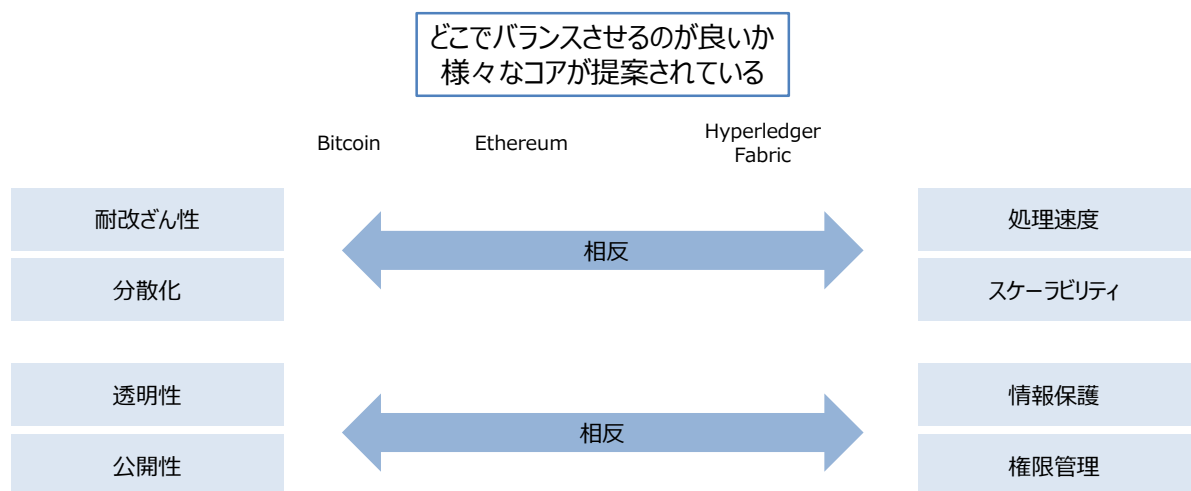 どこでバランスさせるのが良いか
様々なコアが提案されている
Bitcoin
Ethereum
Hyperledger
Fabric
耐改ざん性
相反
処理速度
分散化
スケーラビリティ
透明性
相反
情報保護
公開性
権限管理